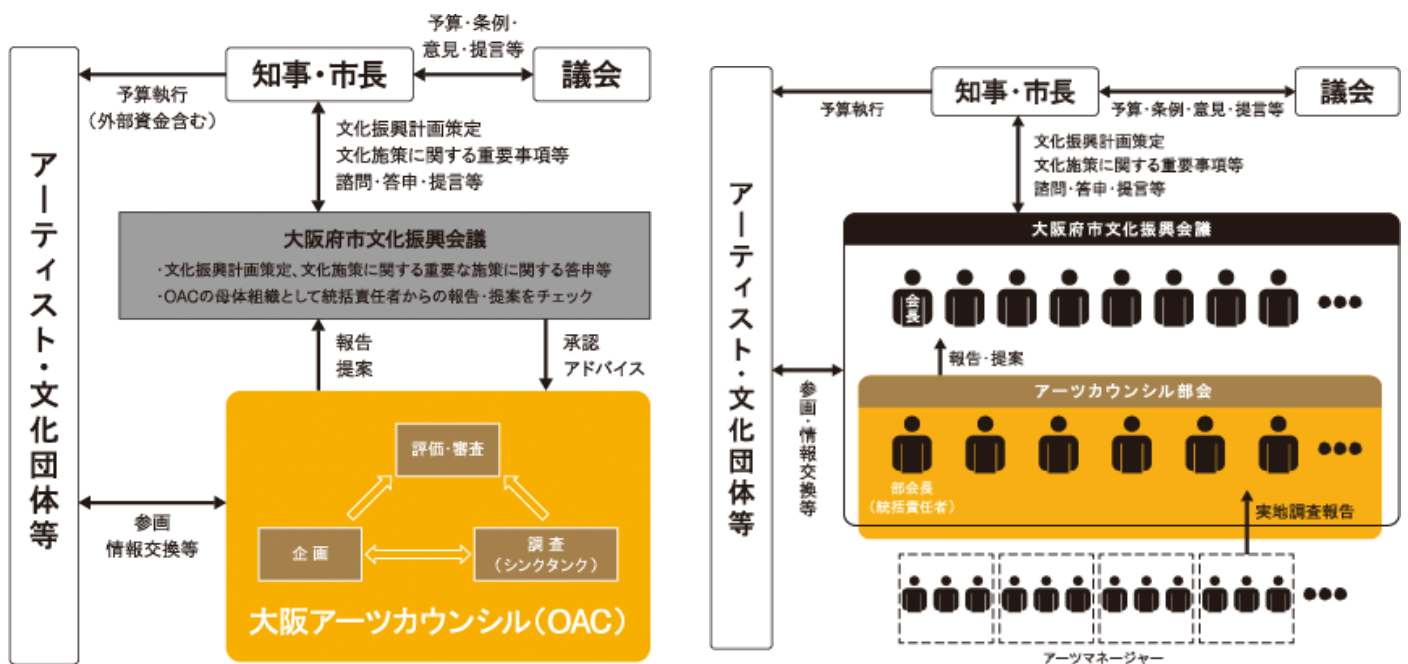 予算・条例・
意見・提言等
知事・市長
議会
予算執行
（外部資金含む）
文化振興計画策定
文化施策に関する重要事項等
諮問・答申・提言等
アーティスト・文化団体等
大阪府市文化振興会議
・文化振興計画策定、文化施策に関する重要な施策に関する答申等
・OACの母体組織として統括責任者からの報告・提案をチェック
報告
提案
承認
アドバイス
評価・審査
企画
調査
（シンクタンク）
参画
情報交換等
大阪アーツカウンシル（OAC）
知事・市長
議会
予算執行
予算・条例・意見・提言等
文化振興計画策定
文化施策に関する重要事項等
諮問・答申・提言等
アーティスト・文化団体等
大阪府市文化振興会議
会長
報告・提案
参画・情報交換等
アーツカウンシル部会
部会長
（統括責任者）
実地調査報告
アーツマネージャー